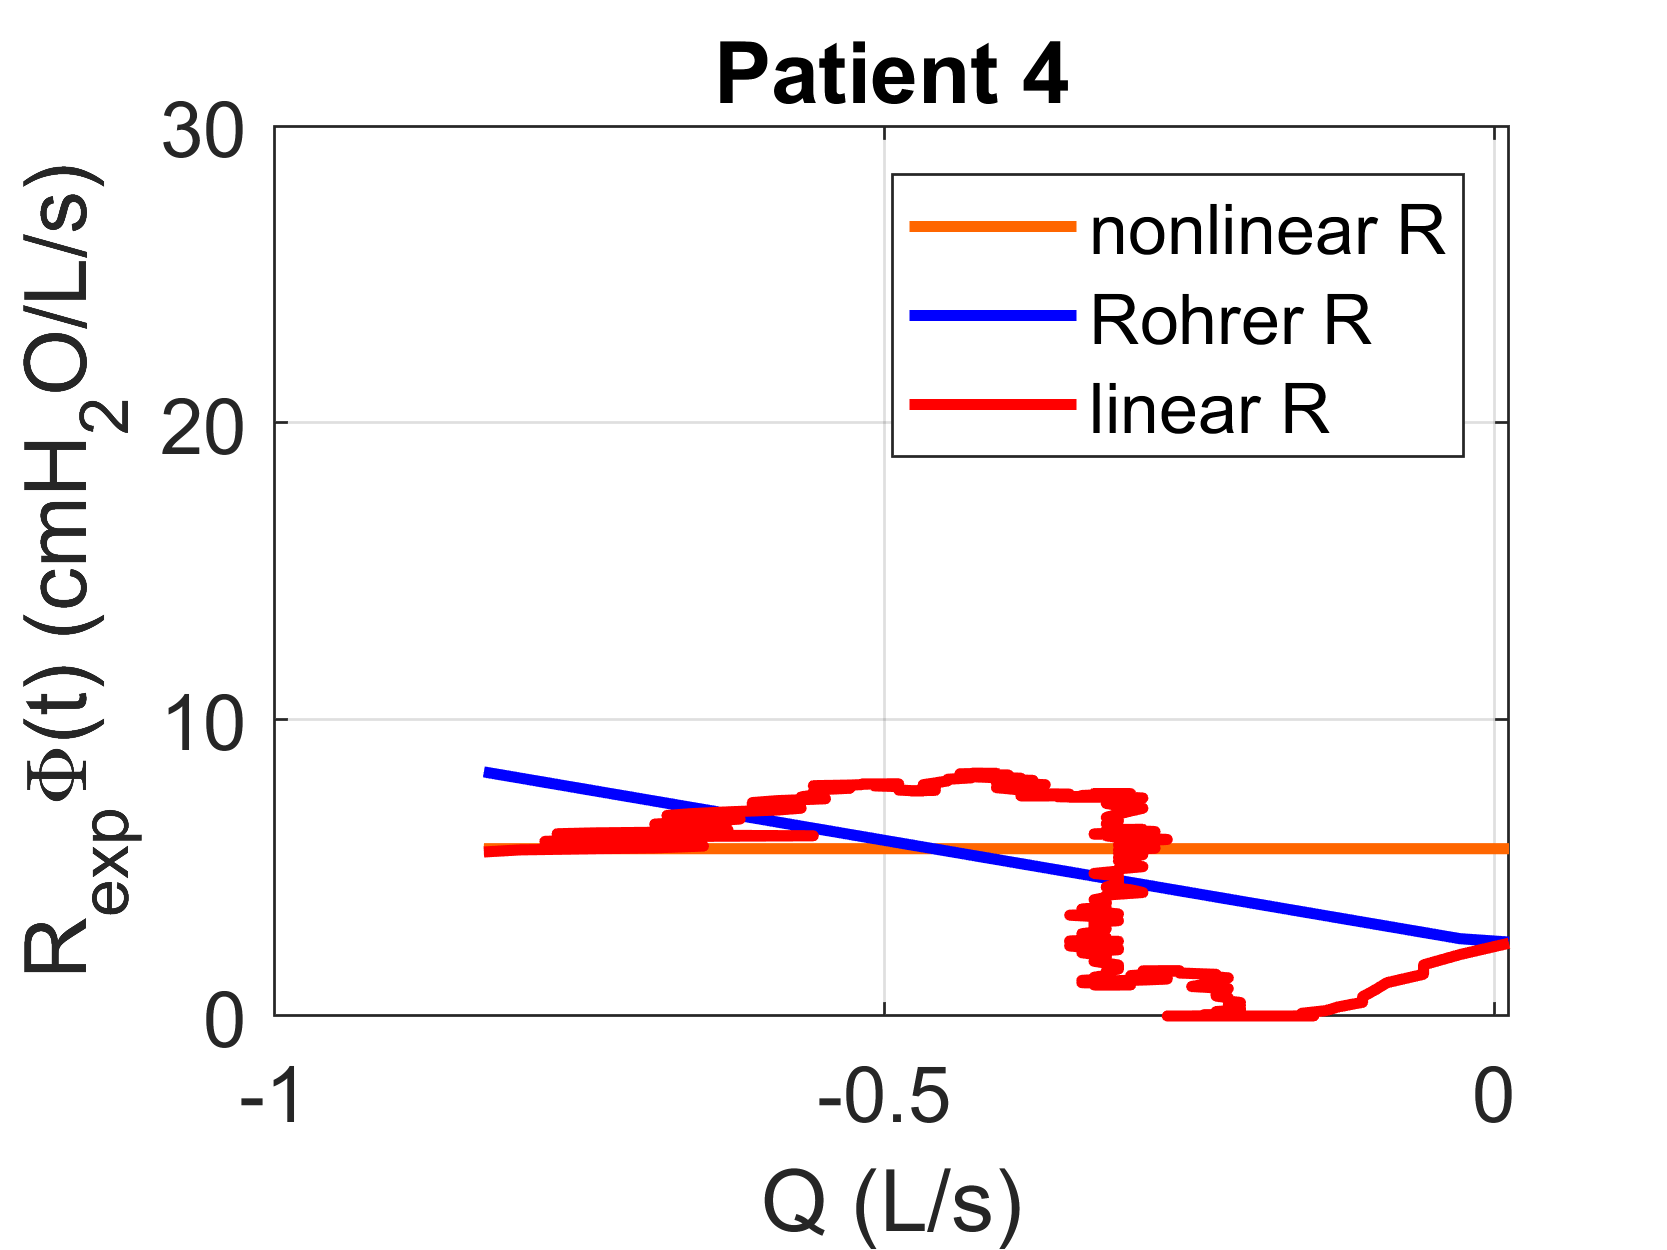 Patient 4
30
20
10
0
R_expΦ(t) (cmH_2O/L/s)
nonlinear R
Rohrer R
linear R
-1
-0.5
0
Q (L/s)